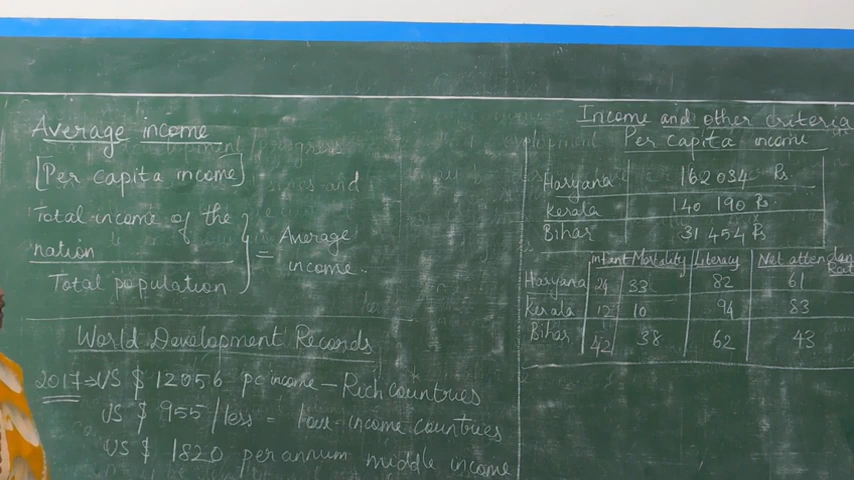 Average income
[Per capita income]
Total income of the
nation
Total population
} = Average
income.
World Development Records
2017 => US $ 12056 pc income - Rich countries
US $ 955 / less = low-income countries
US $ 1820 per annum middle income
Income and other criteria
Per capita income
Haryana 162034 Rs.
Kerala 140 190 Rs
Bihar 31 454 Rs
Infant Mortality Literacy Net attendance Rate
Haryana 33 82 61
Kerala 12 10 94 83
Bihar 42 38 62 43